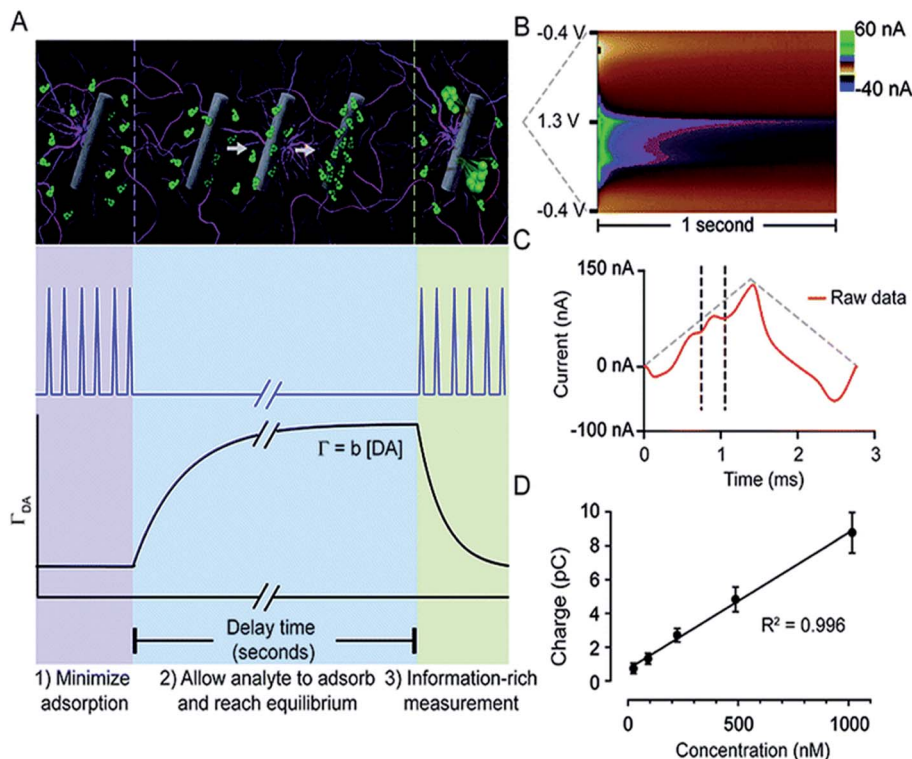 A
Γ = b [DA]
Γ_DA
Delay time
(seconds)
1) Minimize
adsorption
2) Allow analyte to adsorb
and reach equilibrium
3) Information-rich
measurement
B
-0.4 V
1.3 V
-0.4 V
1 second
60 nA
-40 nA
C
150 nA
0 nA
-100 nA
Current (nA)
Raw data
0
1
2
3
Time (ms)
D
10
8
6
4
2
0
Charge (pC)
R² = 0.996
0
500
1000
Concentration (nM)